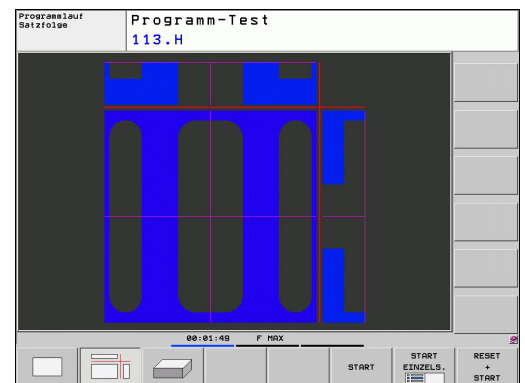 Programmlauf
Satzfolge
Programm-Test
113.H
00:01:49 F MAX
START
START
EINZELS.
RESET
+
START